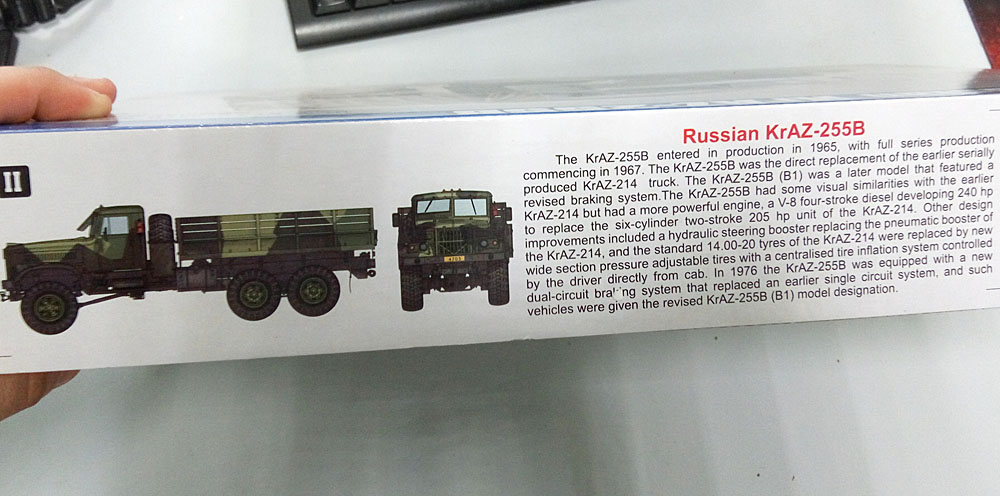 II
Russian KrAZ-255B
The KrAZ-255B entered in production in 1965, with full series production
commencing in 1967. The KrAZ-255B was the direct replacement of the earlier serially
produced KrAZ-214 truck. The KrAZ-255B (B1) was a later model that featured a
revised braking system.The KrAZ-255B had some visual similarities with the earlier
KrAZ-214 but had a more powerful engine, a V-8 four-stroke diesel developing 240 hp
to replace the six-cylinder two-stroke 205 hp unit of the KrAZ-214. Other design
improvements included a hydraulic steering booster replacing the pneumatic booster of
the KrAZ-214, and the standard 14.00-20 tyres of the KrAZ-214 were replaced by new
wide section pressure adjustable tires with a centralised tire inflation system controlled
by the driver directly from cab. In 1976 the KrAZ-255B was equipped with a new
dual-circuit system that replaced an earlier single circuit system, and such
vehicles were given the revised KrAZ-255B (B1) model designation.